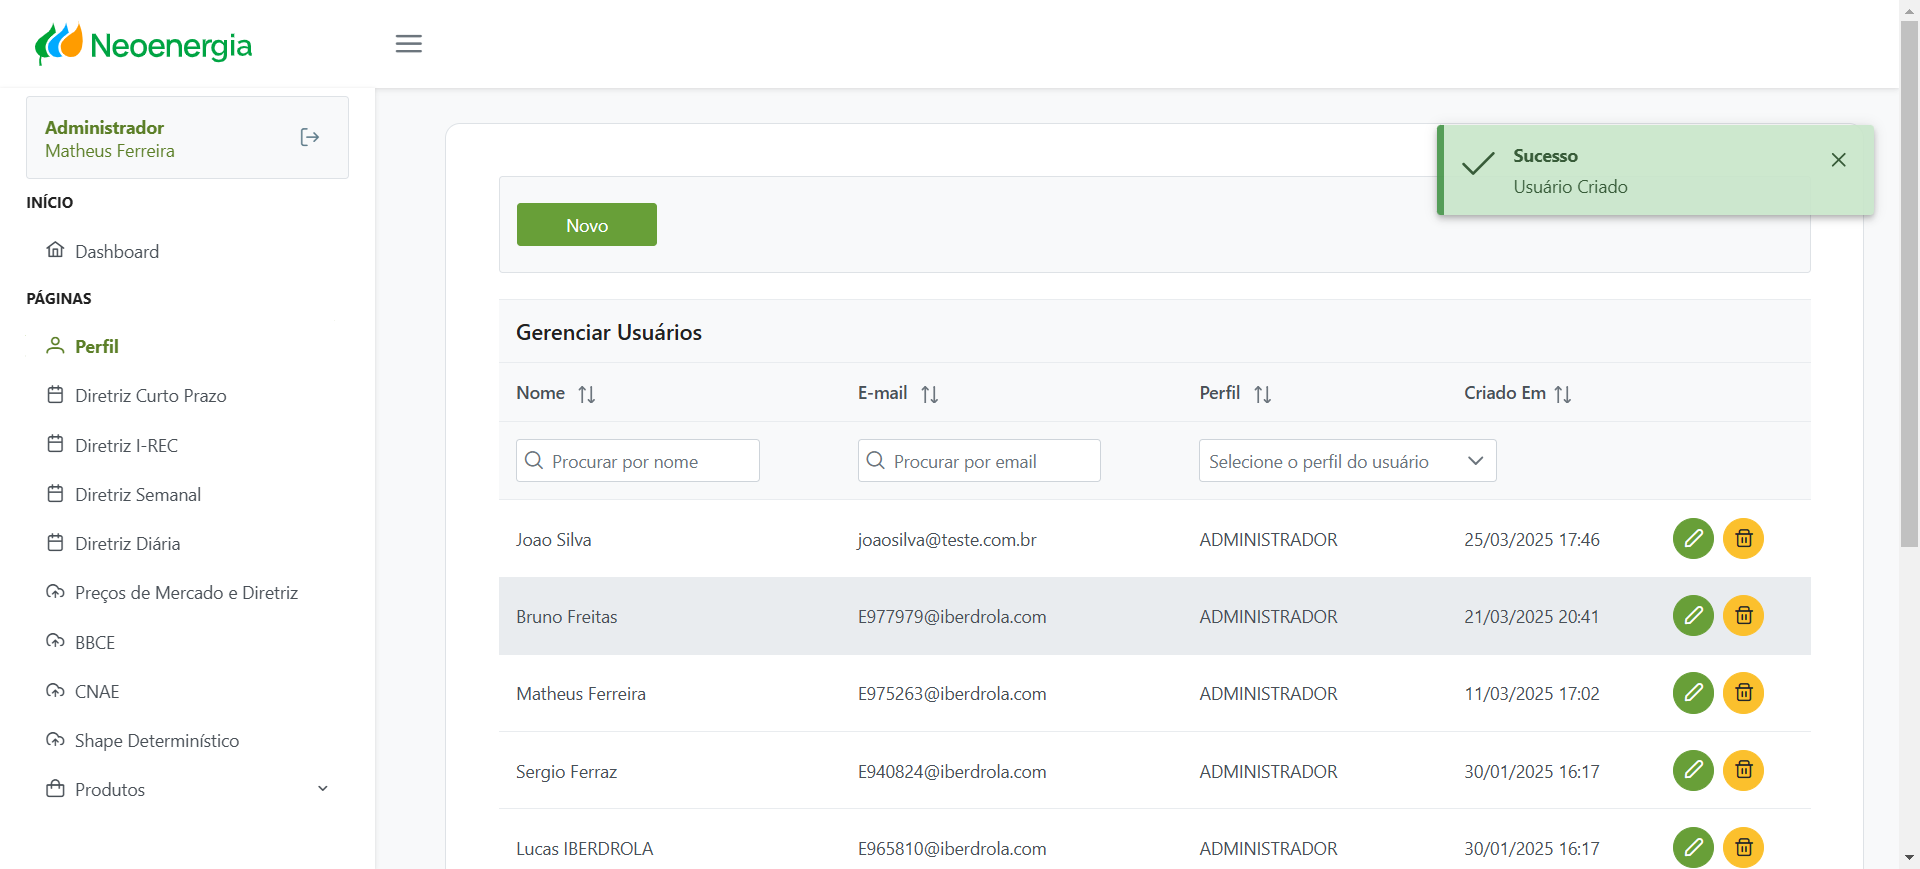 Neoenergia
Administrador
Matheus Ferreira
INÍCIO
Dashboard
PÁGINAS
Perfil
Diretriz Curto Prazo
Diretriz I-REC
Diretriz Semanal
Diretriz Diária
Preços de Mercado e Diretriz
BBCE
CNAE
Shape Determinístico
Produtos
Sucesso
Usuário Criado
Novo
Gerenciar Usuários
Nome E-mail Perfil Criado Em
Procurar por nome Procurar por email Selecione o perfil do usuário
Joao Silva joaosilva@teste.com.br ADMINISTRADOR 25/03/2025 17:46
Bruno Freitas E977979@iberdrola.com ADMINISTRADOR 21/03/2025 20:41
Matheus Ferreira E975263@iberdrola.com ADMINISTRADOR 11/03/2025 17:02
Sergio Ferraz E940824@iberdrola.com ADMINISTRADOR 30/01/2025 16:17
Lucas IBERDROLA E965810@iberdrola.com ADMINISTRADOR 30/01/2025 16:17